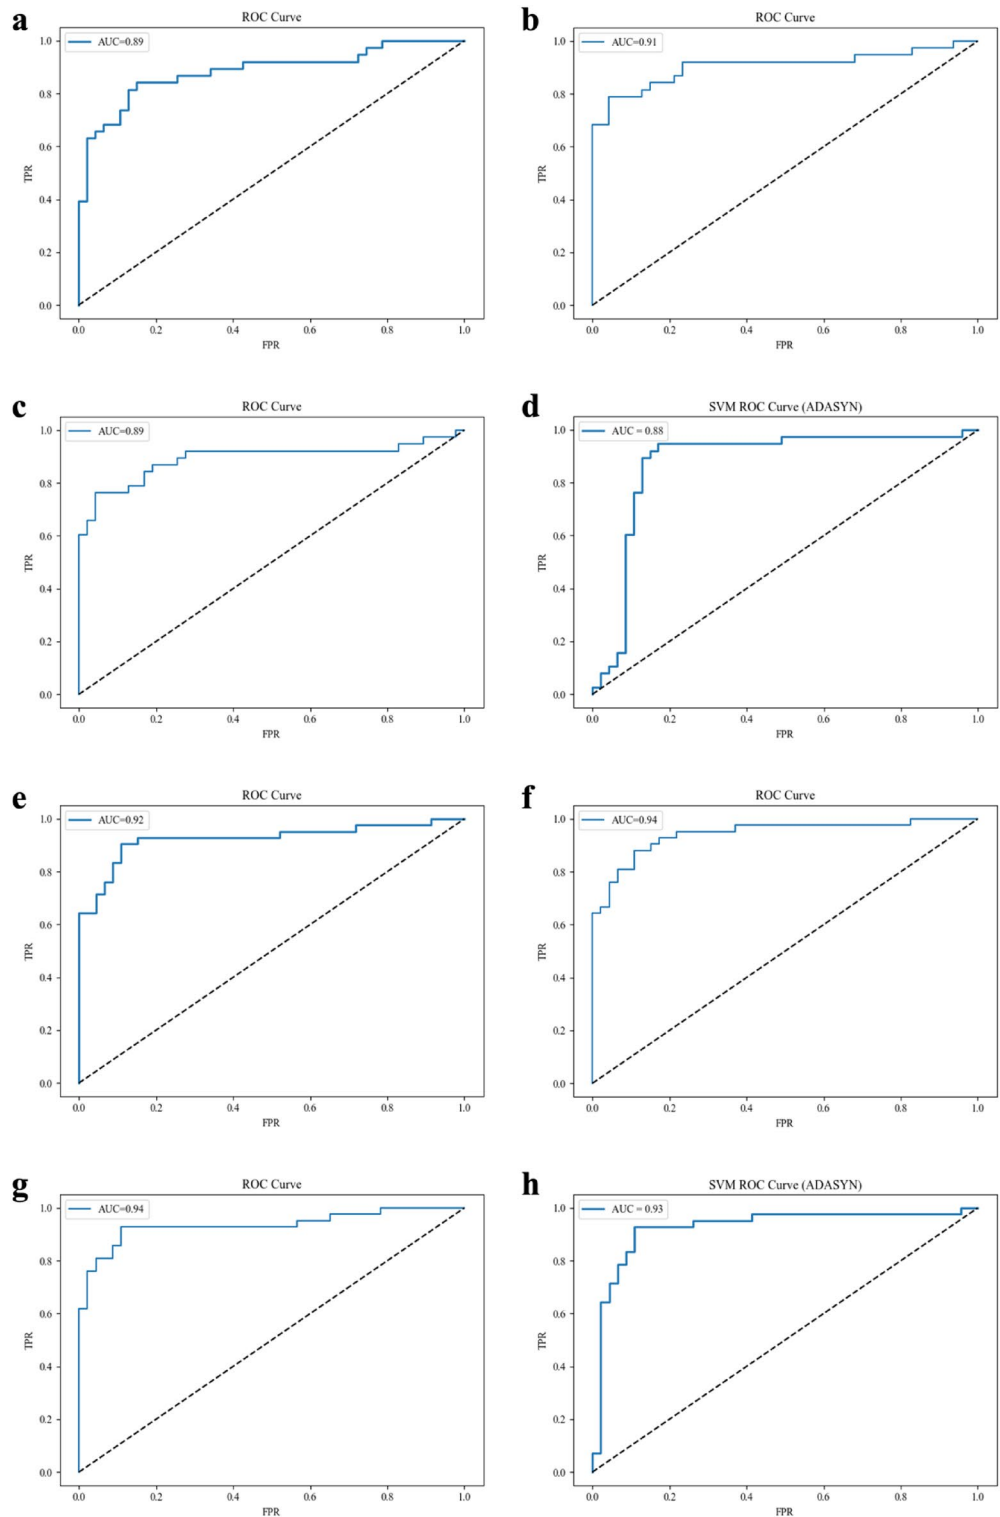 a
ROC Curve
AUC=0.89
1.0
0.8
0.6
0.4
0.2
0.0
TPR
0.0 0.2 0.4 0.6 0.8 1.0
FPR
b
ROC Curve
AUC=0.91
1.0
0.8
0.6
0.4
0.2
0.0
TPR
0.0 0.2 0.4 0.6 0.8 1.0
FPR
c
ROC Curve
AUC=0.89
1.0
0.8
0.6
0.4
0.2
0.0
TPR
0.0 0.2 0.4 0.6 0.8 1.0
FPR
d
SVM ROC Curve (ADASYN)
AUC = 0.88
1.0
0.8
0.6
0.4
0.2
0.0
TPR
0.0 0.2 0.4 0.6 0.8 1.0
FPR
e
ROC Curve
AUC=0.92
1.0
0.8
0.6
0.4
0.2
0.0
TPR
0.0 0.2 0.4 0.6 0.8 1.0
FPR
f
ROC Curve
AUC=0.94
1.0
0.8
0.6
0.4
0.2
0.0
TPR
0.0 0.2 0.4 0.6 0.8 1.0
FPR
g
ROC Curve
AUC=0.94
1.0
0.8
0.6
0.4
0.2
0.0
TPR
0.0 0.2 0.4 0.6 0.8 1.0
FPR
h
SVM ROC Curve (ADASYN)
AUC = 0.93
1.0
0.8
0.6
0.4
0.2
0.0
TPR
0.0 0.2 0.4 0.6 0.8 1.0
FPR